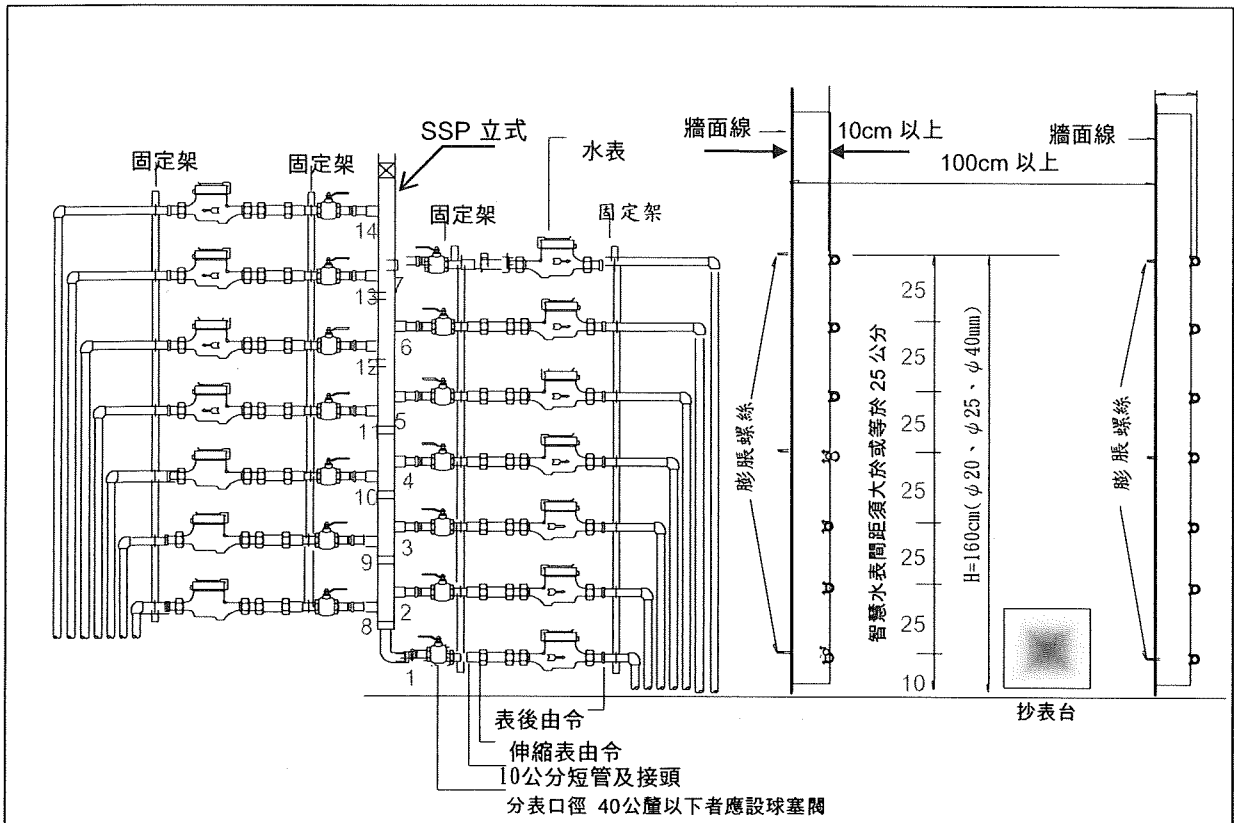 SSP 立式
固定架
固定架
固定架
水表
固定架
牆面線
10cm 以上
100cm 以上
牆面線
14
13
12
11
10
9
8
7
6
5
4
3
2
1
膨脹螺絲
智慧水表間距須大於或等於 25 公分
25
25
25
25
25
25
10
H=160cm(φ20、φ25、φ40mm)
膨脹螺絲
抄表台
表後由令
伸縮表由令
10公分短管及接頭
分表口徑 40公釐以下者應設球塞閥